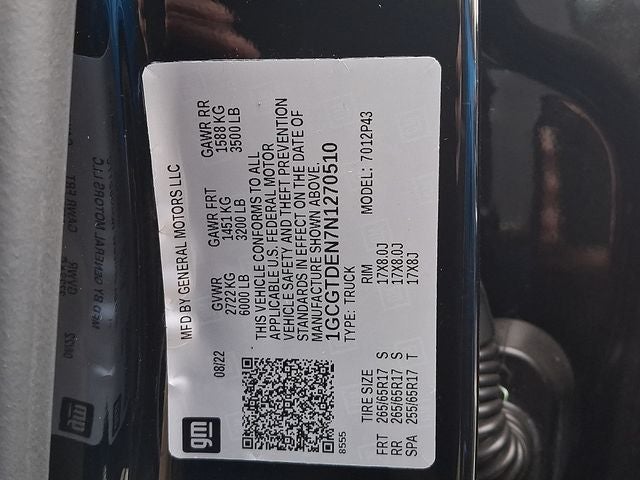 gm
08/22
MFD BY GENERAL MOTORS LLC
GVWR GAWR FRT GAWR RR
2722 KG 1451 KG 1588 KG
6000 LB 3200 LB 3500 LB
THIS VEHICLE CONFORMS TO ALL
APPLICABLE U.S. FEDERAL MOTOR
VEHICLE SAFETY AND THEFT PREVENTION
STANDARDS IN EFFECT ON THE DATE OF
MANUFACTURE SHOWN ABOVE.
1GCGTDEN7N1270510
8555 TYPE: TRUCK
TIRE SIZE RIM MODEL: 7O12P43
FRT 265/65R17 S 17X8.0J
RR 265/65R17 S 17X8.0J
SPA 255/65R17 T 17X8J